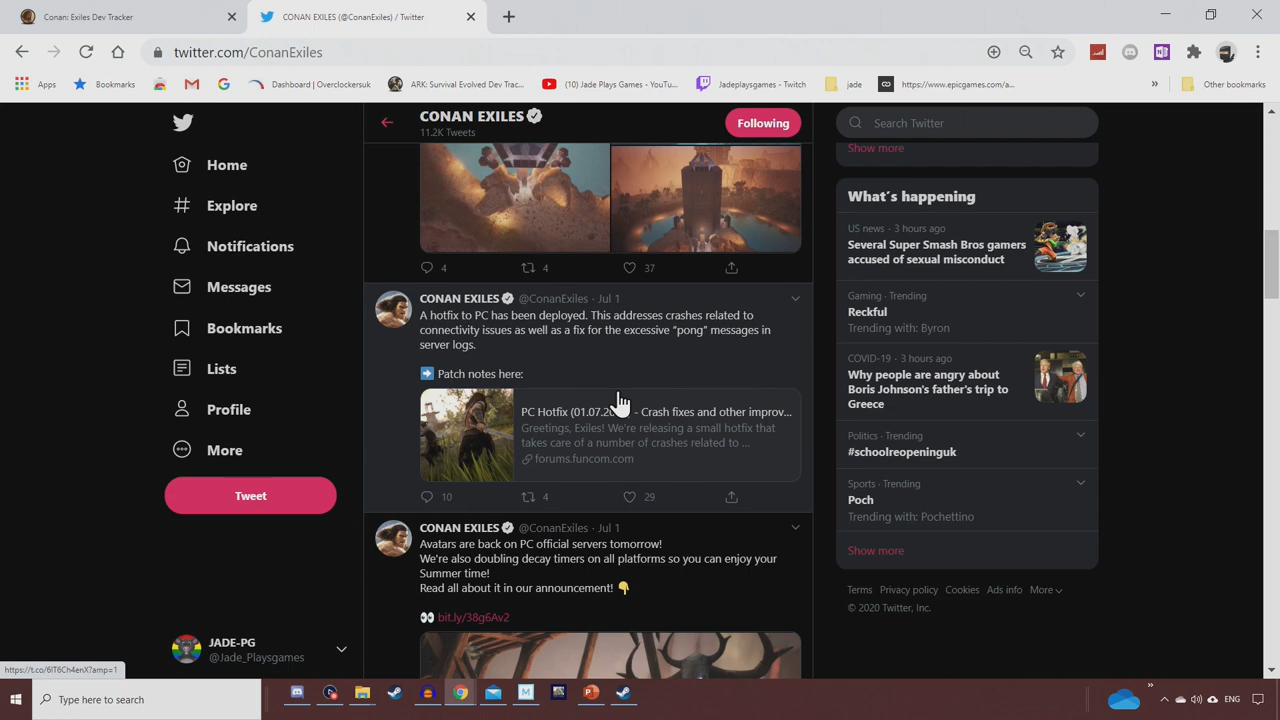 Conan: Exiles Dev Tracker
CONAN EXILES (@ConanExiles) / Twitter
twitter.com/ConanExiles
Apps
Bookmarks
Dashboard | Overclockersuk
ARK: Survival Evolved Dev Trac...
(10) Jade Plays Games - YouTu...
Jadeplaysgames - Twitch
jade
https://www.epicgames.com/a...
»
Other bookmarks
Home
Explore
Notifications
Messages
Bookmarks
Lists
Profile
More
Tweet
JADE-PG
@Jade_Playsgames
CONAN EXILES
11.2K Tweets
Following
4 4 37
CONAN EXILES @ConanExiles · Jul 1
A hotfix to PC has been deployed. This addresses crashes related to
connectivity issues as well as a fix for the excessive "pong" messages in
server logs.
Patch notes here:
PC Hotfix (01.07.20 - Crash fixes and other improv...
Greetings, Exiles! We're releasing a small hotfix that
takes care of a number of crashes related to ...
forums.funcom.com
10 4 29
CONAN EXILES @ConanExiles · Jul 1
Avatars are back on PC official servers tomorrow!
We're also doubling decay timers on all platforms so you can enjoy your
Summer time!
Read all about it in our announcement!
bit.ly/38g6Av2
Search Twitter
Show more
What's happening
US news · 3 hours ago
Several Super Smash Bros gamers
accused of sexual misconduct
Gaming · Trending
Reckful
Trending with: Byron
COVID-19 · 3 hours ago
Why people are angry about
Boris Johnson's father's trip to
Greece
Politics · Trending
#schoolreopeninguk
Sports · Trending
Poch
Trending with: Pochettino
Show more
Terms Privacy policy Cookies Ads info More
© 2020 Twitter, Inc.
https://t.co/6IT6Ch4enX?amp=1
Type here to search
»
ENG